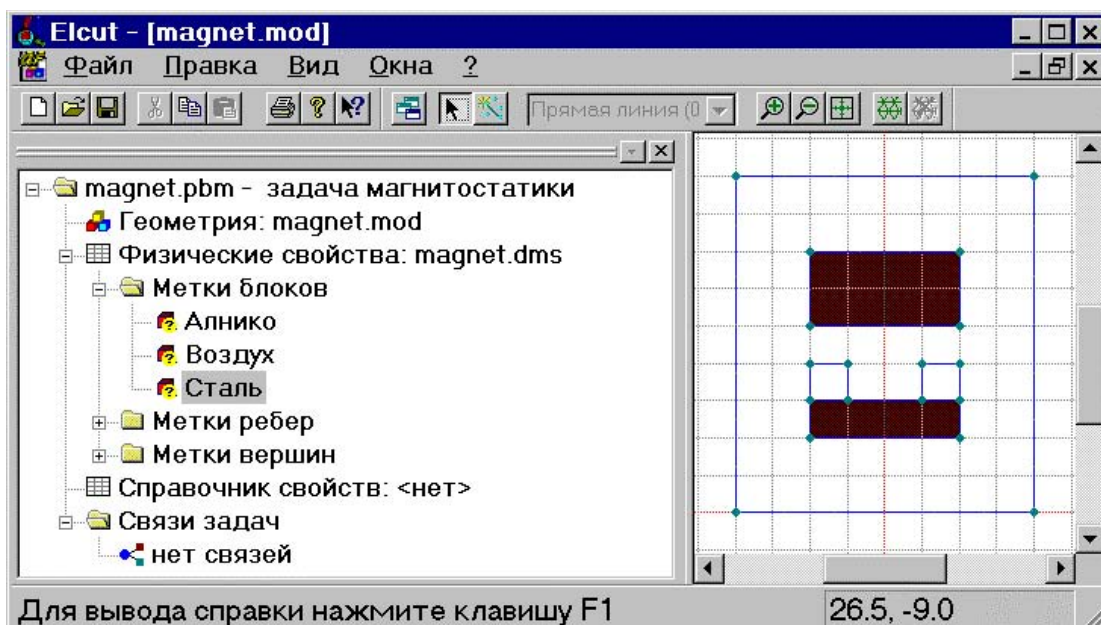 Elcut - [magnet.mod]
Файл Правка Вид Окна ?
Прямая линия (0
magnet.pbm - задача магнитостатики
Геометрия: magnet.mod
Физические свойства: magnet.dms
Метки блоков
Алнико
Воздух
Сталь
Метки ребер
Метки вершин
Справочник свойств: <нет>
Связи задач
нет связей
Для вывода справки нажмите клавишу F1 26.5, -9.0